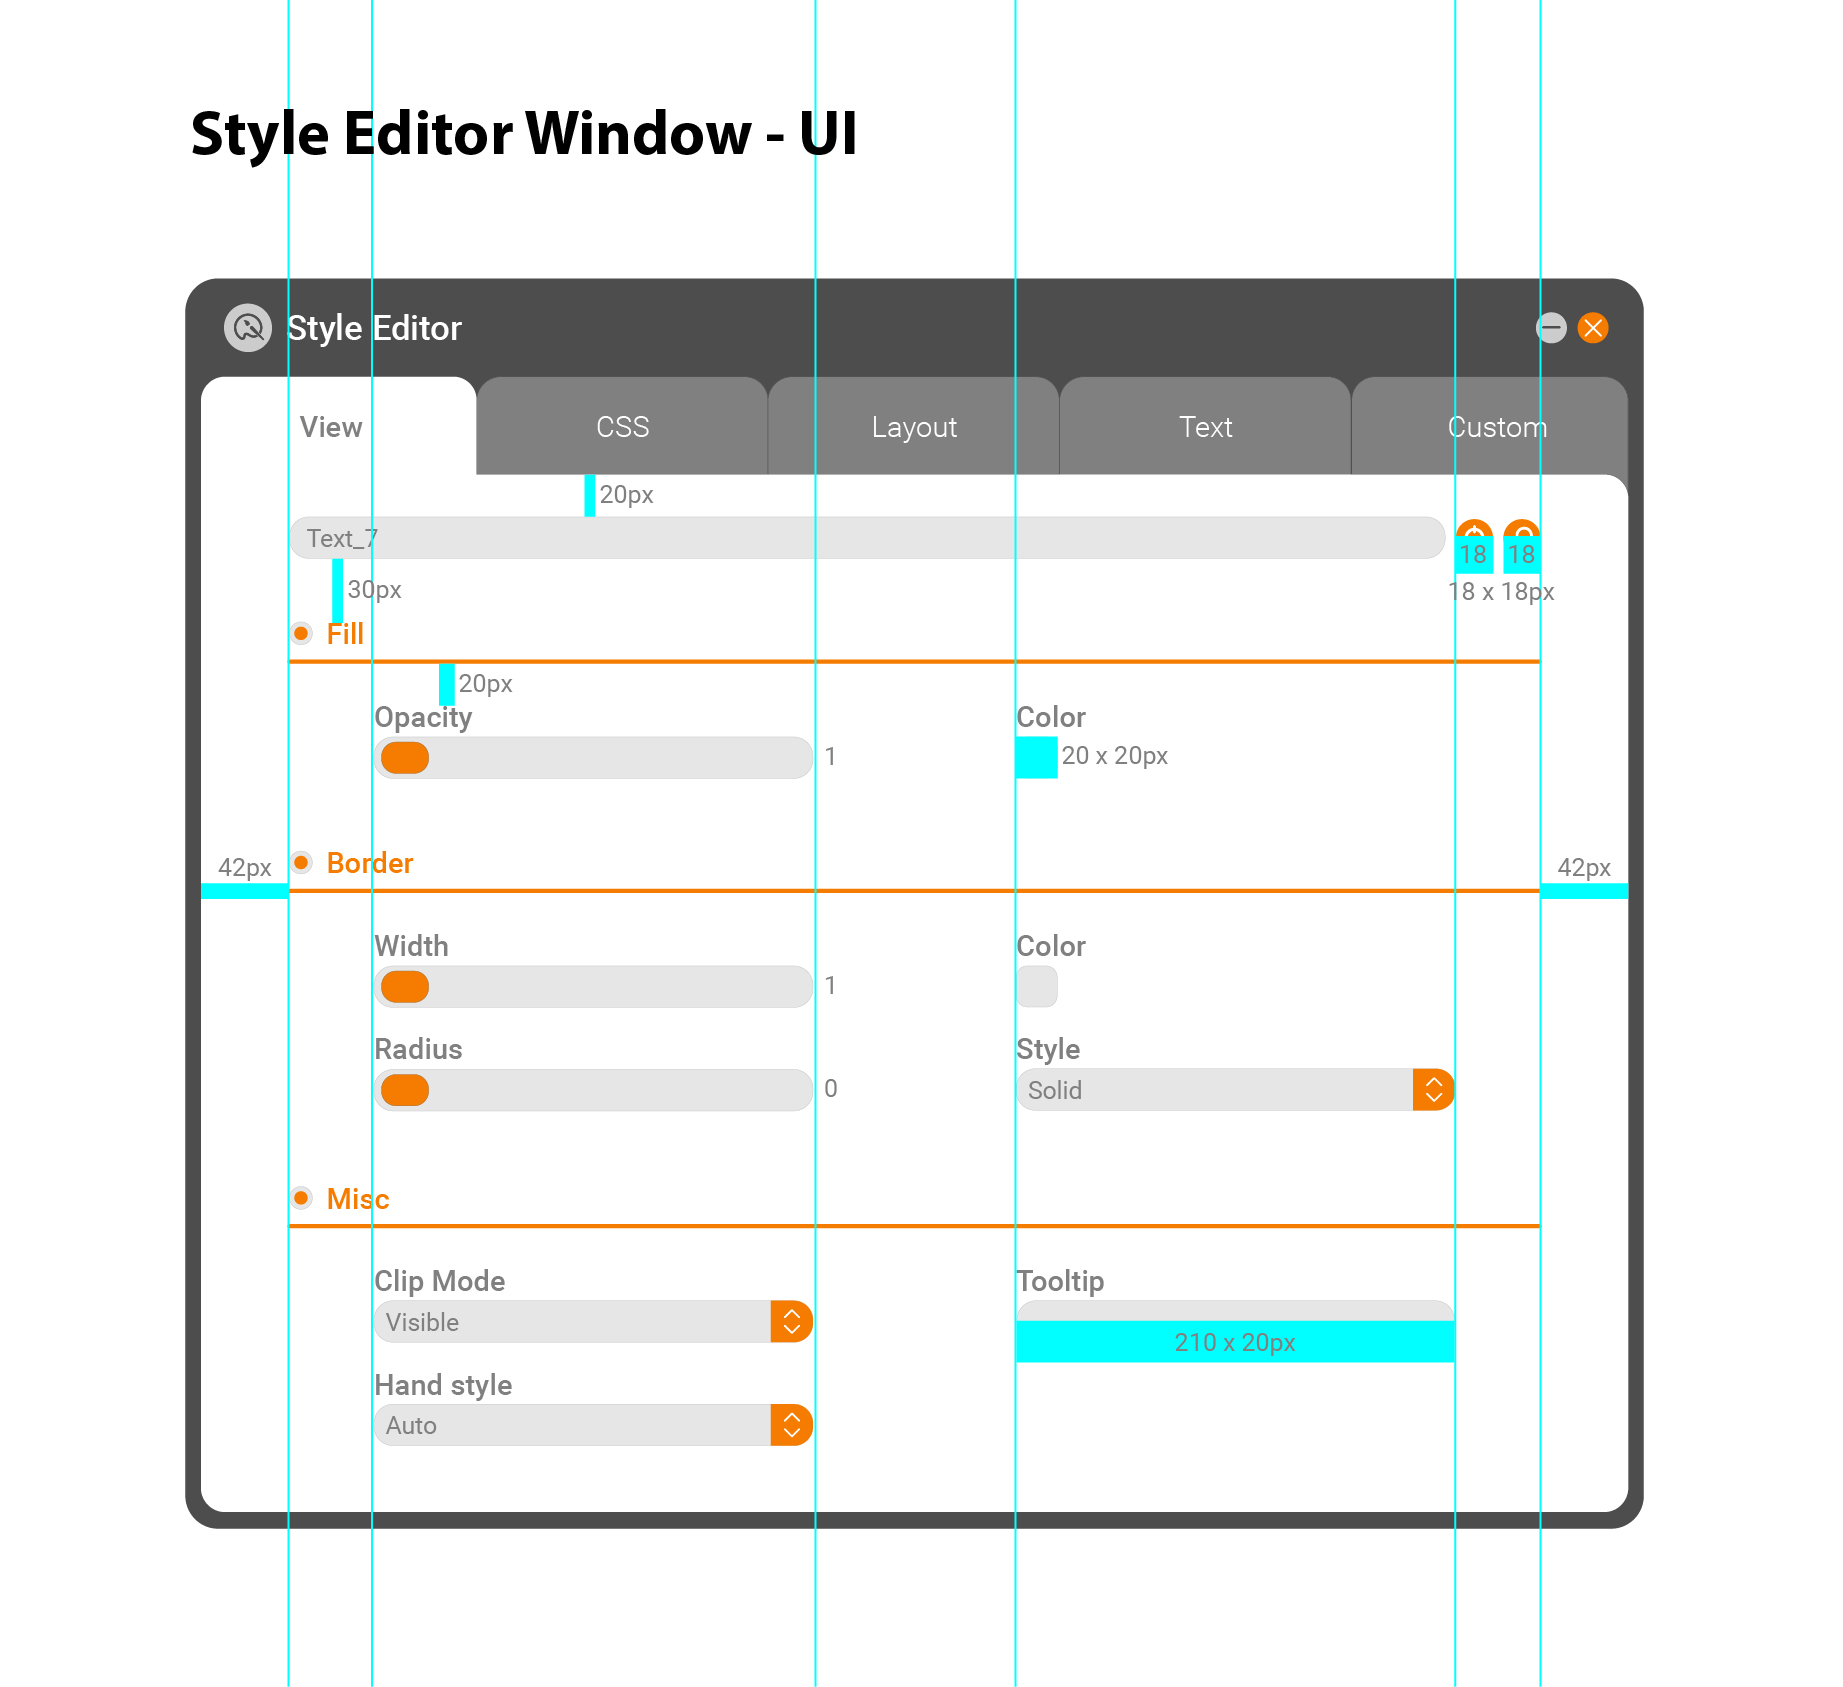 Style Editor Window - UI
Style Editor
View CSS Layout Text Custom
20px
Text_7
18 18
30px
18 x 18px
Fill
20px
Opacity Color
1 20 x 20px
Border
42px 42px
Width Color
1
Radius Style
0 Solid
Misc
Clip Mode Tooltip
Visible 210 x 20px
Hand style
Auto